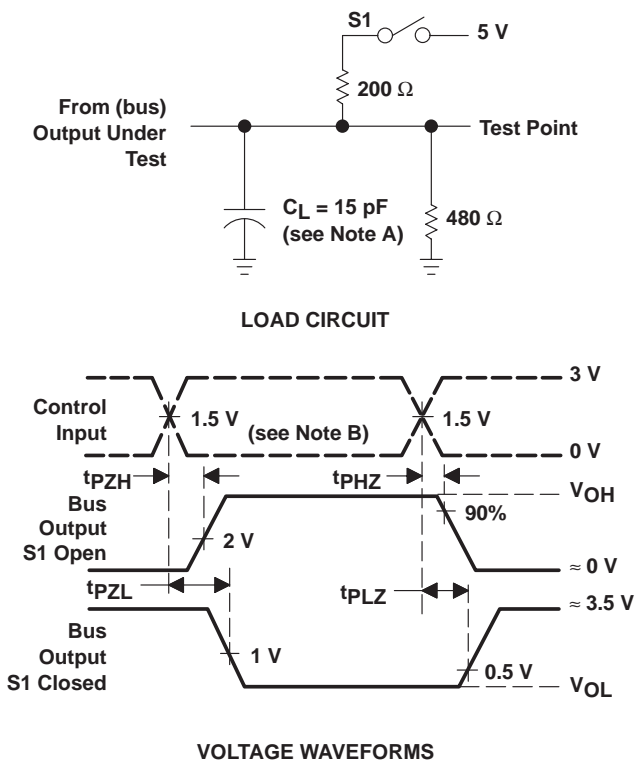 S1
5 V
200 Ω
From (bus)
Output Under
Test
Test Point
CL = 15 pF
(see Note A)
480 Ω
LOAD CIRCUIT
Control
Input
1.5 V
(see Note B)
1.5 V
3 V
0 V
tPZH
tPHZ
Bus
Output
S1 Open
2 V
90%
VOH
≈ 0 V
tPZL
tPLZ
≈ 3.5 V
Bus
Output
S1 Closed
1 V
0.5 V
VOL
VOLTAGE WAVEFORMS